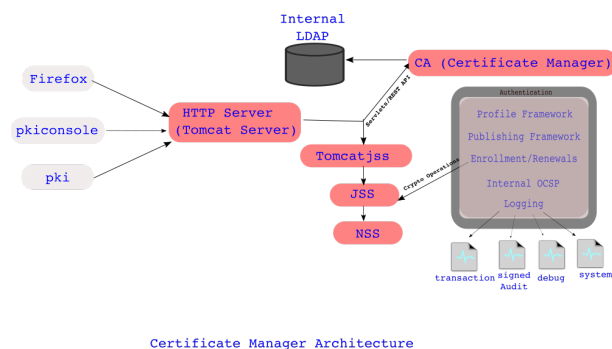 Internal
LDAP
CA (Certificate Manager)
Firefox
Servlets/REST API
Authentication
HTTP Server
(Tomcat Server)
Profile Framework
pkiconsole
Publishing Framework
Tomcatjss
Enrollment/Renewals
pki
Crypto Operations
Internal OCSP
JSS
Logging
NSS
transaction
signed
Audit
debug
system
Certificate Manager Architecture